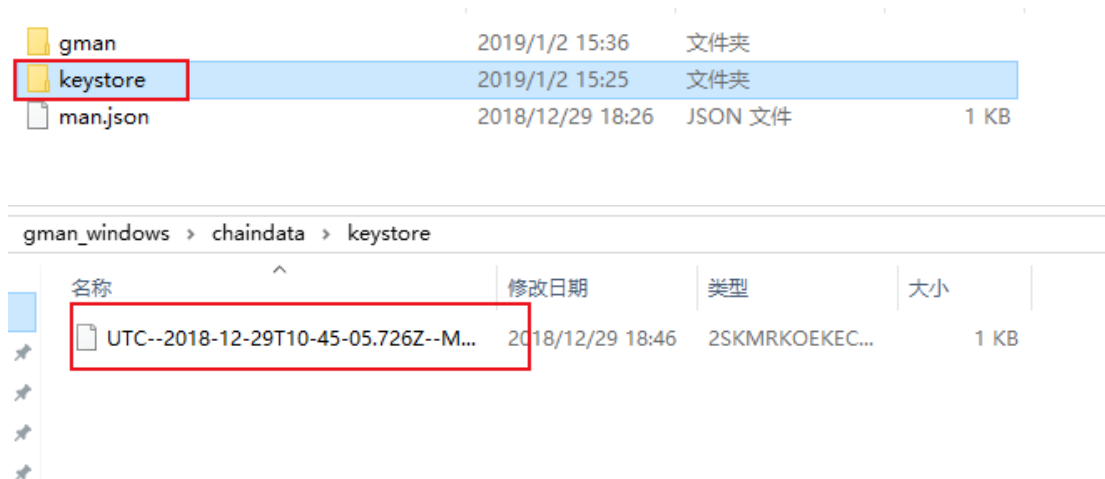 gman 2019/1/2 15:36 文件夹
keystore 2019/1/2 15:25 文件夹
man.json 2018/12/29 18:26 JSON 文件 1 KB
gman_windows › chaindata › keystore
名称 修改日期 类型 大小
UTC--2018-12-29T10-45-05.726Z--M... 2018/12/29 18:46 2SKMRKOEKEC... 1 KB